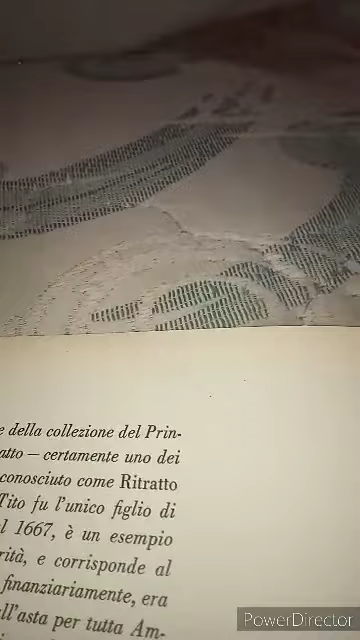 e della collezione del Prin-
atto — certamente uno dei
conosciuto come Ritratto
Tito fu l'unico figlio di
l 1667, è un esempio
rità, e corrisponde al
finanziariamente, era
ll'asta per tutta Am-
PowerDirector